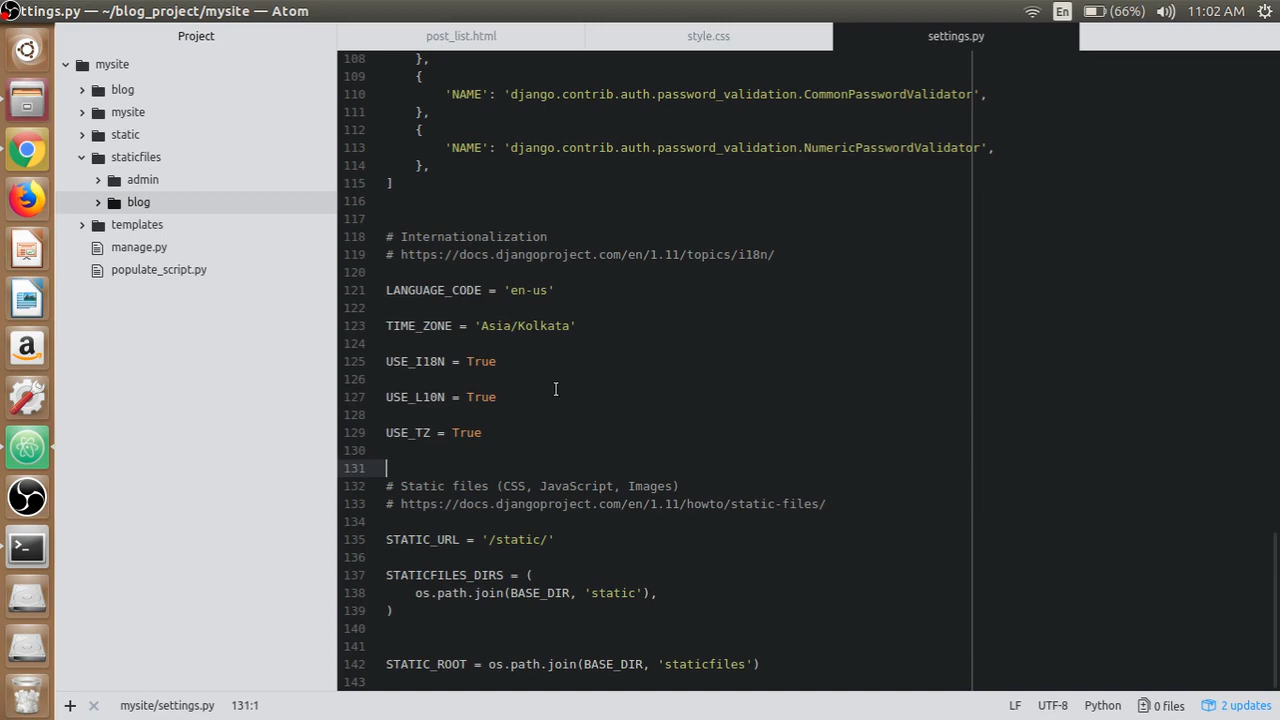 ttings.py — ~/blog_project/mysite — Atom
En
(66%)
11:02 AM
Project
post_list.html
style.css
settings.py
mysite
blog
mysite
static
staticfiles
admin
blog
templates
manage.py
populate_script.py
108 },
109 {
110 'NAME': 'django.contrib.auth.password_validation.CommonPasswordValidator',
111 },
112 {
113 'NAME': 'django.contrib.auth.password_validation.NumericPasswordValidator',
114 },
115 ]
116
117
118 # Internationalization
119 # https://docs.djangoproject.com/en/1.11/topics/i18n/
120
121 LANGUAGE_CODE = 'en-us'
122
123 TIME_ZONE = 'Asia/Kolkata'
124
125 USE_I18N = True
126
127 USE_L10N = True
128
129 USE_TZ = True
130
131
132 # Static files (CSS, JavaScript, Images)
133 # https://docs.djangoproject.com/en/1.11/howto/static-files/
134
135 STATIC_URL = '/static/'
136
137 STATICFILES_DIRS = (
138 os.path.join(BASE_DIR, 'static'),
139 )
140
141
142 STATIC_ROOT = os.path.join(BASE_DIR, 'staticfiles')
143
mysite/settings.py 131:1
LF UTF-8 Python 0 files 2 updates